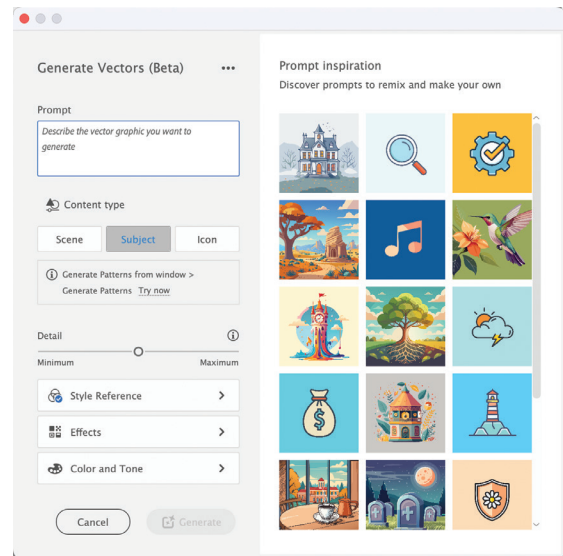 Generate Vectors (Beta)
Prompt
Describe the vector graphic you want to
generate
Content type
Scene
Subject
Icon
Generate Patterns from window >
Generate Patterns Try now
Detail
Minimum
Maximum
Style Reference
Effects
Color and Tone
Cancel
Generate
Prompt inspiration
Discover prompts to remix and make your own
$